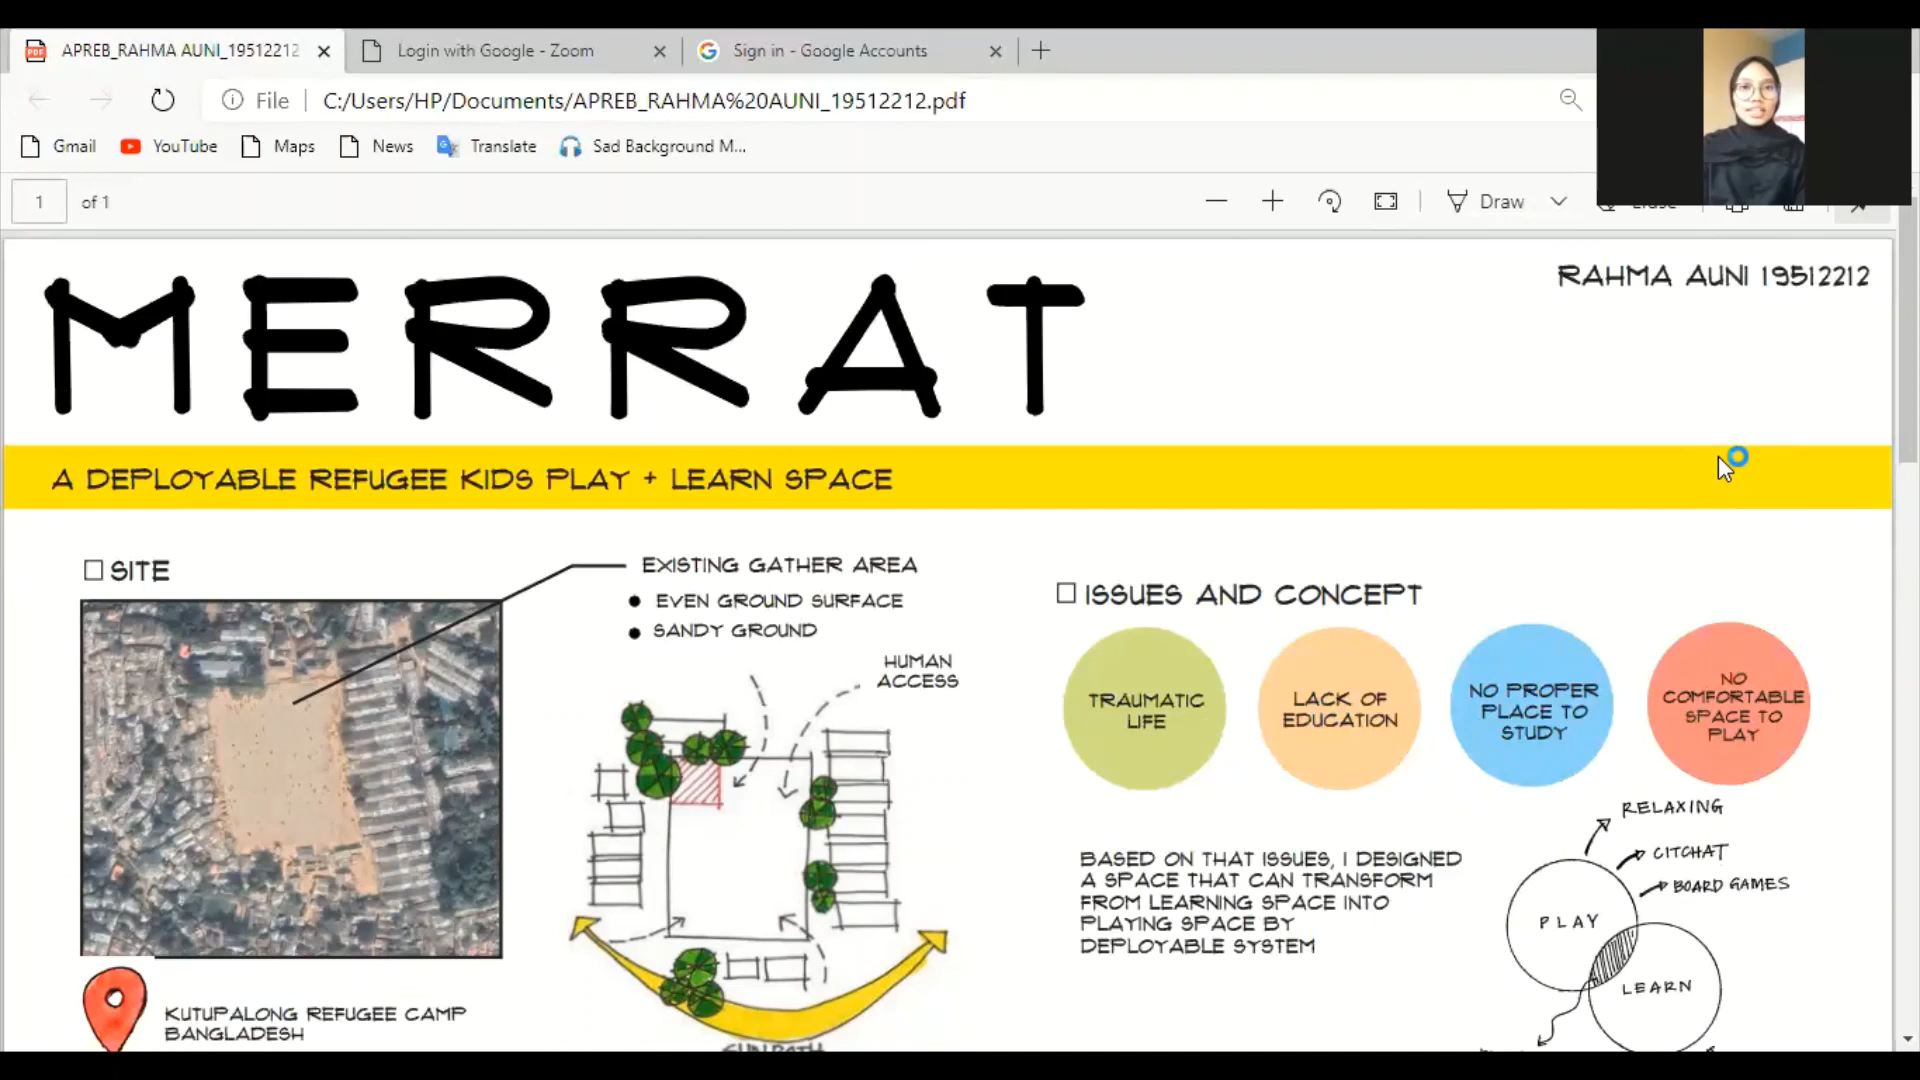 APREB_RAHMA AUNI_19512212
Login with Google - Zoom
Sign in - Google Accounts
File
C:/Users/HP/Documents/APREB_RAHMA%20AUNI_19512212.pdf
Gmail
YouTube
Maps
News
Translate
Sad Background M...
1
of 1
Draw
MERRAT
RAHMA AUNI 19512212
A DEPLOYABLE REFUGEE KIDS PLAY + LEARN SPACE
SITE
EXISTING GATHER AREA
EVEN GROUND SURFACE
SANDY GROUND
HUMAN
ACCESS
KUTUPALONG REFUGEE CAMP
BANGLADESH
ISSUES AND CONCEPT
TRAUMATIC
LIFE
LACK OF
EDUCATION
NO PROPER
PLACE TO
STUDY
NO
COMFORTABLE
SPACE TO
PLAY
BASED ON THAT ISSUES, I DESIGNED
A SPACE THAT CAN TRANSFORM
FROM LEARNING SPACE INTO
PLAYING SPACE BY
DEPLOYABLE SYSTEM
RELAXING
CITCHAT
BOARD GAMES
PLAY
LEARN